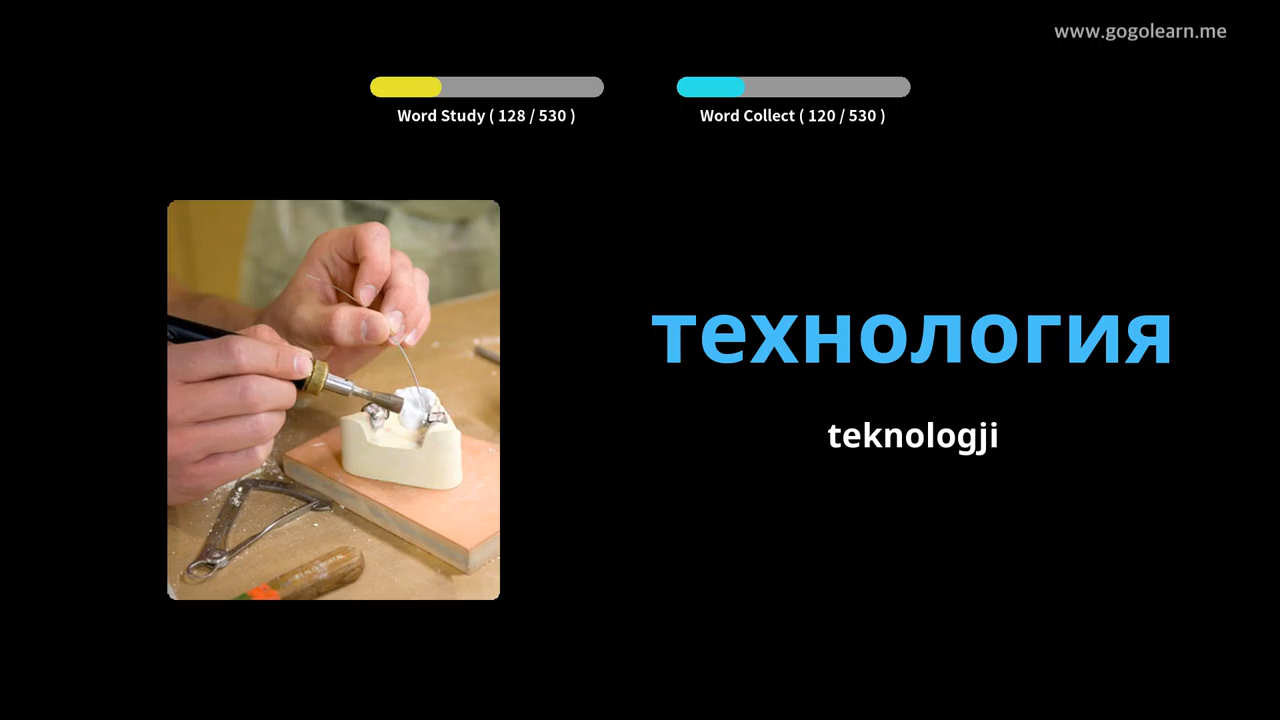 www.gogolearn.me
Word Study ( 128 / 530 )
Word Collect ( 120 / 530 )
технология
teknologji